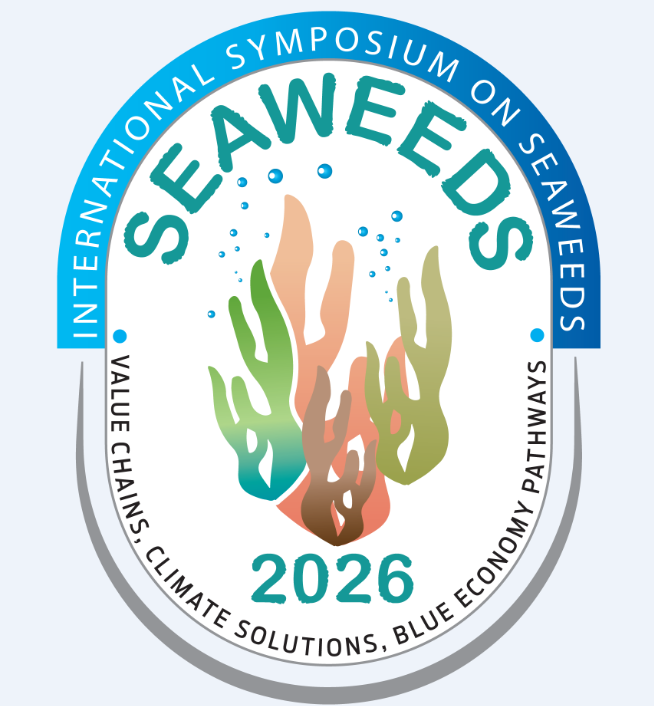 INTERNATIONAL SYMPOSIUM ON SEAWEEDS
SEAWEEDS
2026
VALUE CHAINS, CLIMATE SOLUTIONS, BLUE ECONOMY PATHWAYS